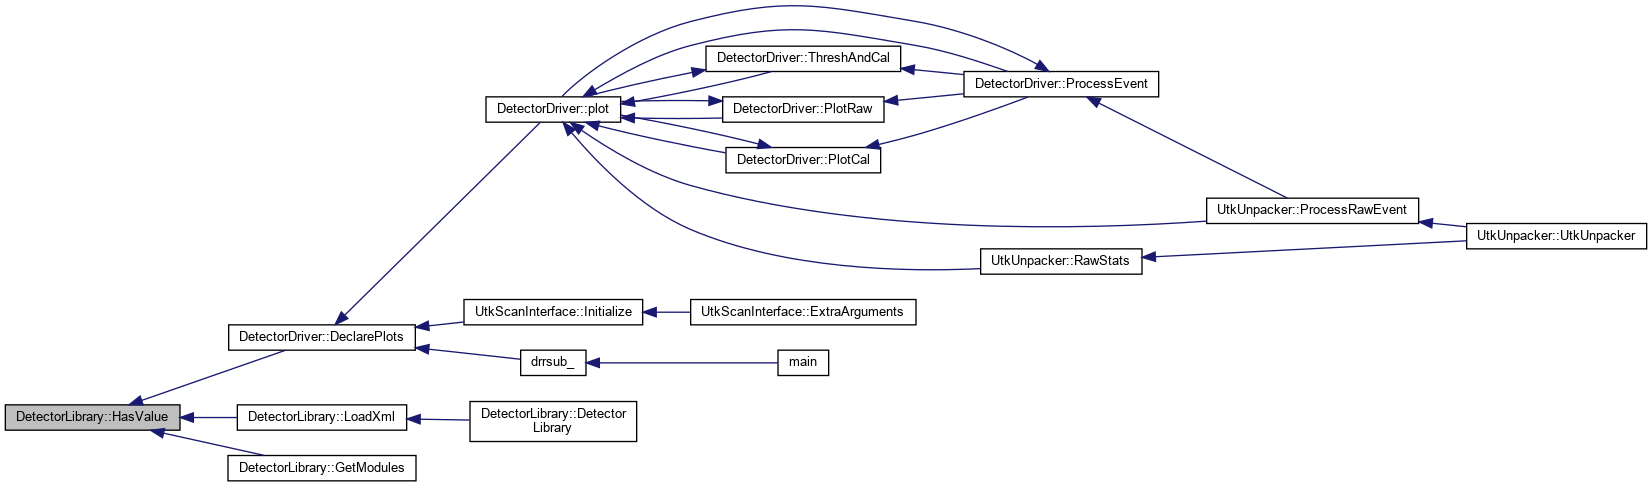 DetectorDriver::ThreshAndCal
DetectorDriver::ProcessEvent
DetectorDriver::plot
DetectorDriver::PlotRaw
DetectorDriver::PlotCal
UtkUnpacker::ProcessRawEvent
UtkUnpacker::UtkUnpacker
UtkUnpacker::RawStats
UtkScanInterface::Initialize
UtkScanInterface::ExtraArguments
DetectorDriver::DeclarePlots
drrsub_
main
DetectorLibrary::HasValue
DetectorLibrary::LoadXml
DetectorLibrary::Detector
Library
DetectorLibrary::GetModules